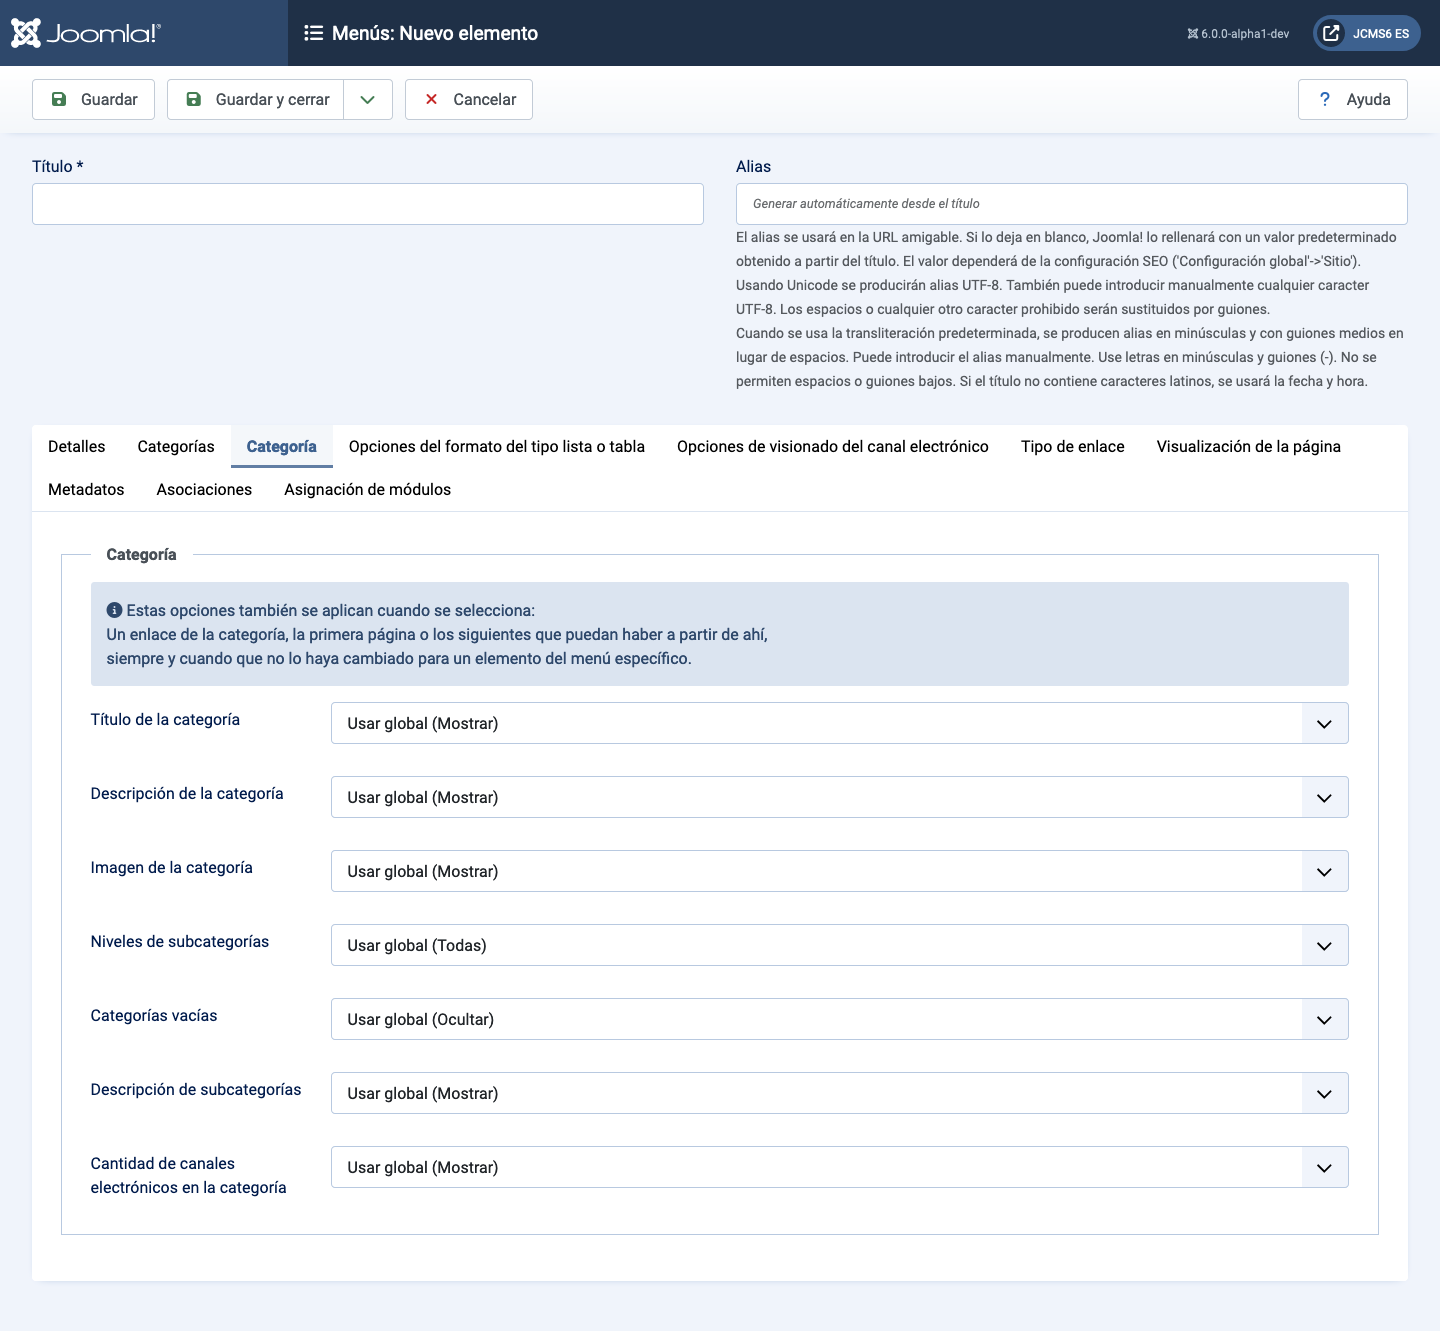 Joomla!®
Menús: Nuevo elemento
6.0.0-alpha1-dev
JCMS6 ES
Guardar
Guardar y cerrar
Cancelar
? Ayuda
Título *
Alias
Generar automáticamente desde el título
El alias se usará en la URL amigable. Si lo deja en blanco, Joomla! lo rellenará con un valor predeterminado
obtenido a partir del título. El valor dependerá de la configuración SEO ('Configuración global'->'Sitio').
Usando Unicode se producirán alias UTF-8. También puede introducir manualmente cualquier caracter
UTF-8. Los espacios o cualquier otro caracter prohibido serán sustituidos por guiones.
Cuando se usa la transliteración predeterminada, se producen alias en minúsculas y con guiones medios en
lugar de espacios. Puede introducir el alias manualmente. Use letras en minúsculas y guiones (-). No se
permiten espacios o guiones bajos. Si el título no contiene caracteres latinos, se usará la fecha y hora.
Detalles
Categorías
Categoría
Opciones del formato del tipo lista o tabla
Opciones de visionado del canal electrónico
Tipo de enlace
Visualización de la página
Metadatos
Asociaciones
Asignación de módulos
Categoría
Estas opciones también se aplican cuando se selecciona:
Un enlace de la categoría, la primera página o los siguientes que puedan haber a partir de ahí,
siempre y cuando que no lo haya cambiado para un elemento del menú específico.
Título de la categoría
Usar global (Mostrar)
Descripción de la categoría
Usar global (Mostrar)
Imagen de la categoría
Usar global (Mostrar)
Niveles de subcategorías
Usar global (Todas)
Categorías vacías
Usar global (Ocultar)
Descripción de subcategorías
Usar global (Mostrar)
Cantidad de canales
electrónicos en la categoría
Usar global (Mostrar)